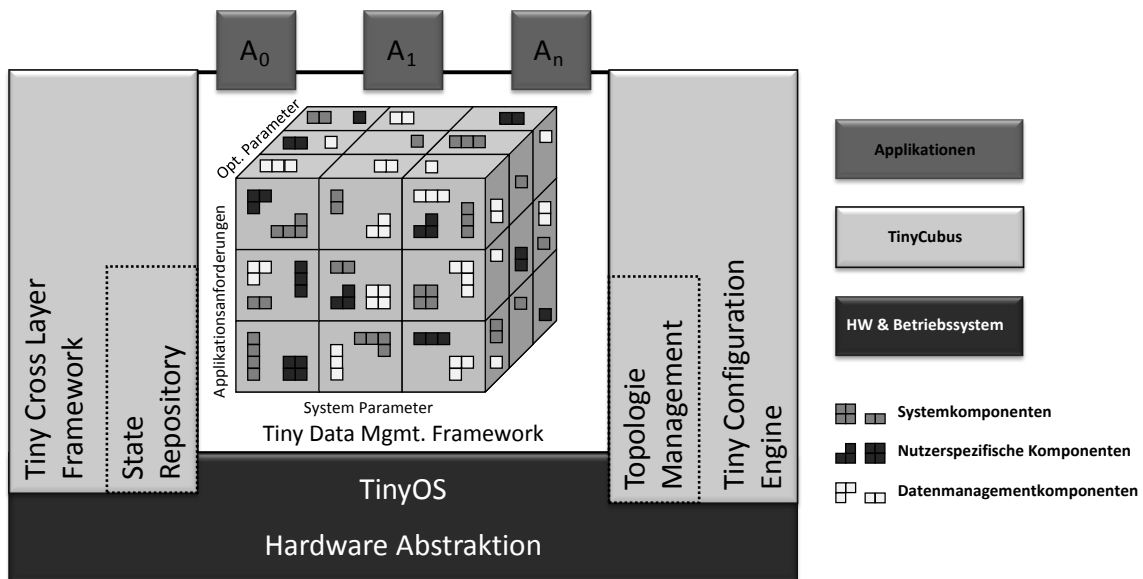 A0
A1
An
Opt. Parameter
Applikationsanforderungen
System Parameter
Tiny Data Mgmt. Framework
Tiny Cross Layer
Framework
State
Repository
Topologie
Management
Tiny Configuration
Engine
TinyOS
Hardware Abstraktion
Applikationen
TinyCubus
HW & Betriebssystem
Systemkomponenten
Nutzerspezifische Komponenten
Datenmanagementkomponenten